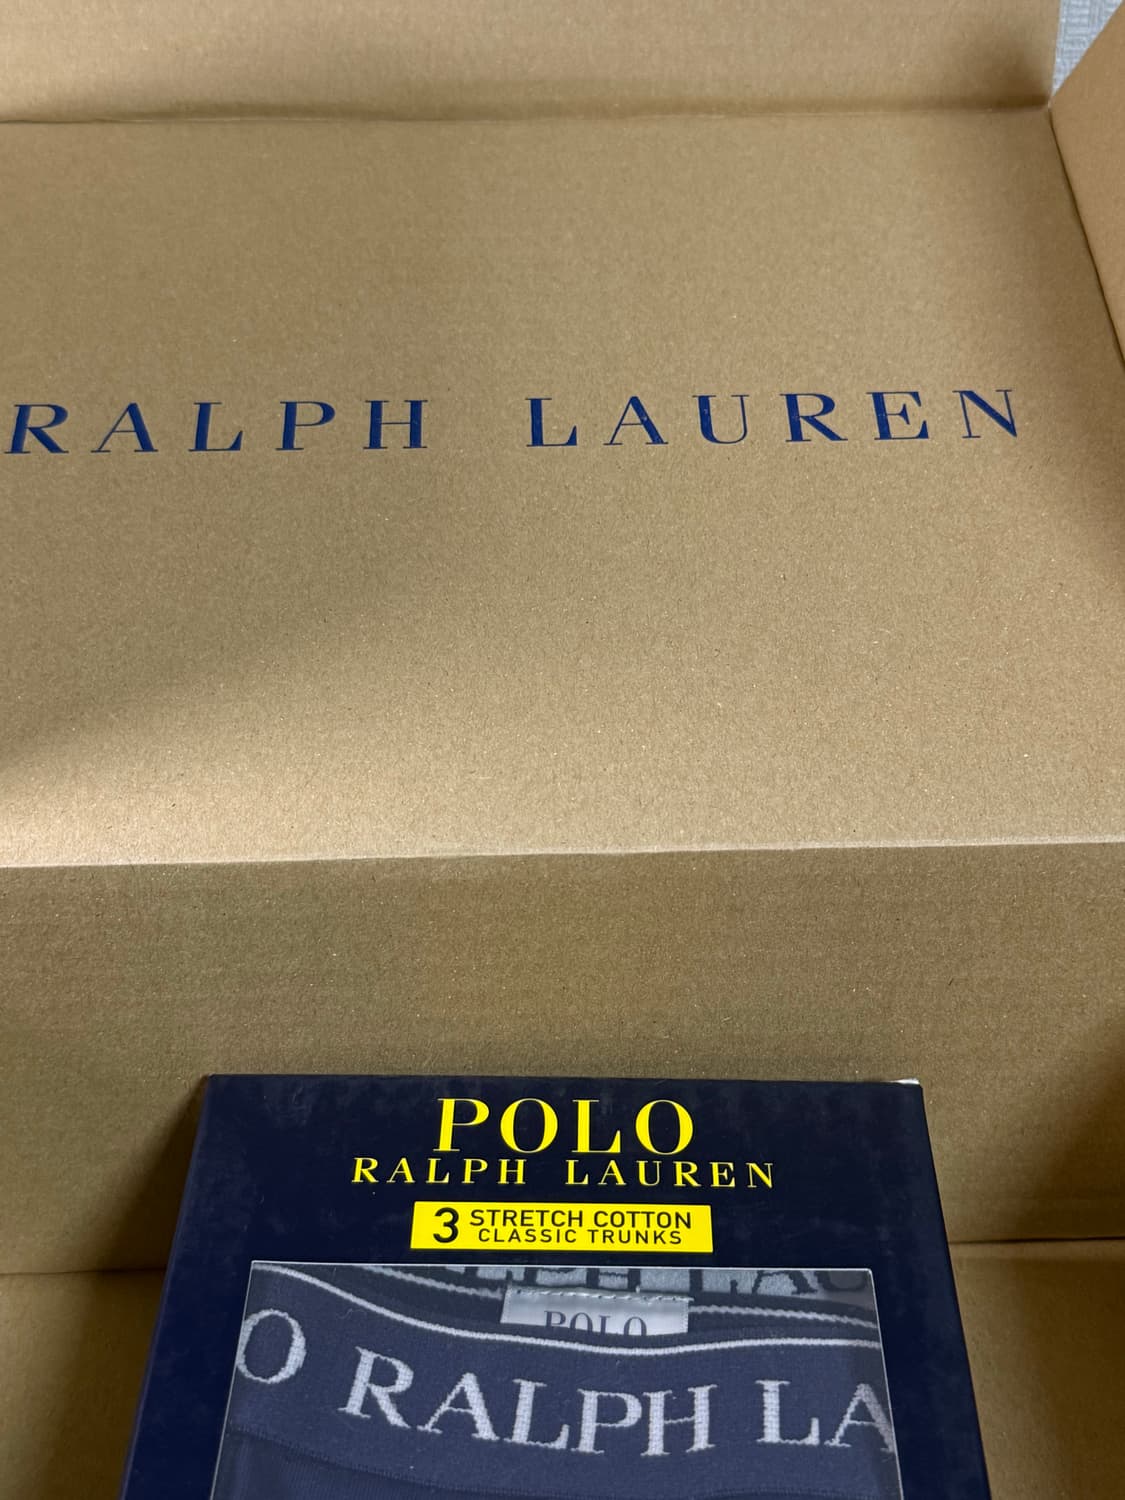 RALPH LAUREN
POLO
RALPH LAUREN
3 STRETCH COTTON
CLASSIC TRUNKS
POLO
O RALPH LA